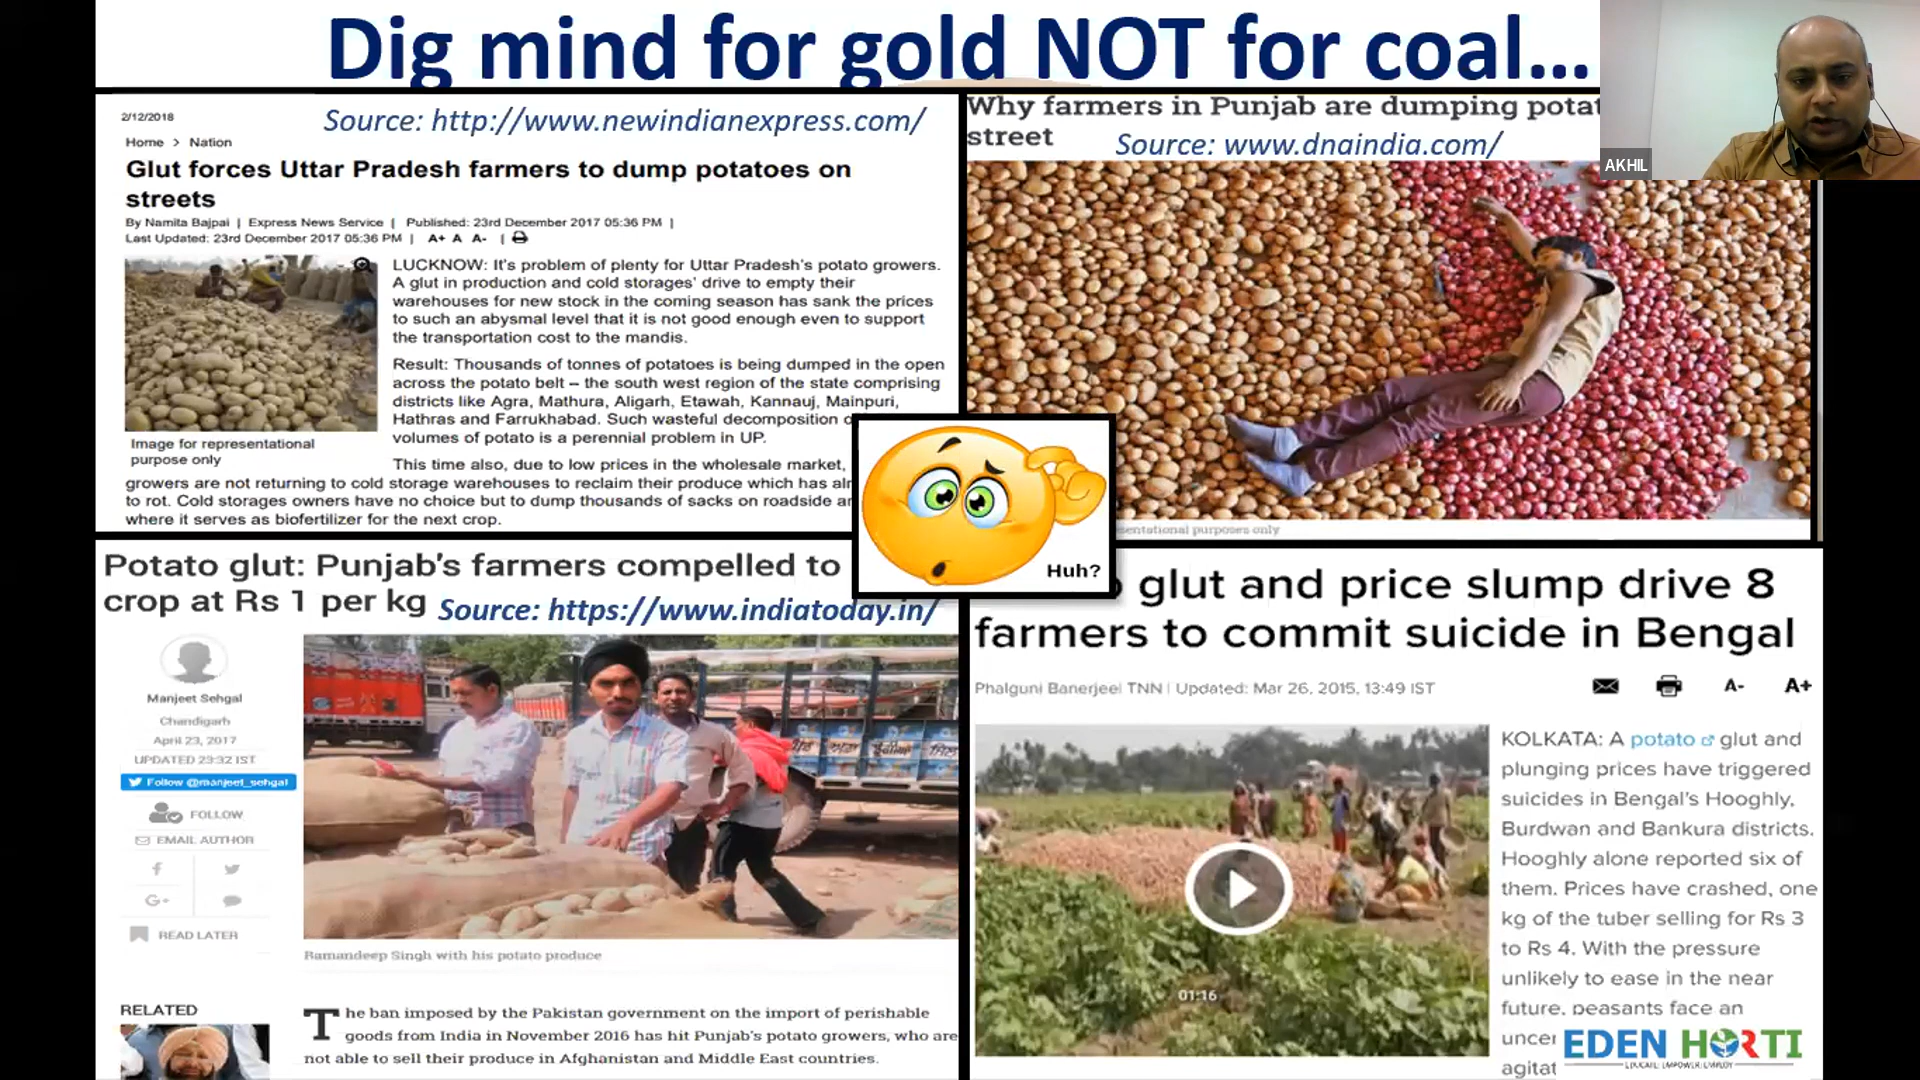 Dig mind for gold NOT for coal...
AKHIL
2/12/2018
Source: http://www.newindianexpress.com/
Home > Nation
Glut forces Uttar Pradesh farmers to dump potatoes on
streets
By Namita Bajpai | Express News Service | Published: 23rd December 2017 05:36 PM |
Last Updated: 23rd December 2017 05:36 PM | A+ A A- |
LUCKNOW: It's problem of plenty for Uttar Pradesh's potato growers.
A glut in production and cold storages' drive to empty their
warehouses for new stock in the coming season has sank the prices
to such an abysmal level that it is not good enough even to support
the transportation cost to the mandis.
Result: Thousands of tonnes of potatoes is being dumped in the open
across the potato belt – the south west region of the state comprising
districts like Agra, Mathura, Aligarh, Etawah, Kannauj, Mainpuri,
Hathras and Farrukhabad. Such wasteful decomposition
volumes of potato is a perennial problem in UP.
Image for representational
purpose only
This time also, due to low prices in the wholesale market,
growers are not returning to cold storage warehouses to reclaim their produce which has
to rot. Cold storages owners have no choice but to dump thousands of sacks on roadside
where it serves as biofertilizer for the next crop.
Why farmers in Punjab are dumping
street
Source: www.dnaindia.com/
purposes only
Huh?
Potato glut: Punjab's farmers compelled to
crop at Rs 1 per kg
Source: https://www.indiatoday.in/
Manjeet Sehgal
Chandigarh
April 23, 2017
UPDATED 23:32 IST
Follow @manjeet_sehgal
FOLLOW
EMAIL AUTHOR
READ LATER
RELATED
Ramandeep Singh with his potato produce
The ban imposed by the Pakistan government on the import of perishable
goods from India in November 2016 has hit Punjab's potato growers, who are
not able to sell their produce in Afghanistan and Middle East countries.
glut and price slump drive 8
farmers to commit suicide in Bengal
Phalguni Banerjee| TNN | Updated: Mar 26, 2015, 13:49 IST
A- A+
01:16
KOLKATA: A potato glut and
plunging prices have triggered
suicides in Bengal's Hooghly,
Burdwan and Bankura districts.
Hooghly alone reported six of
them. Prices have crashed, one
kg of the tuber selling for Rs 3
to Rs 4. With the pressure
unlikely to ease in the near
future, peasants face an
EDEN HORTI
EDUCATE | EMPOWER | EMPLOY